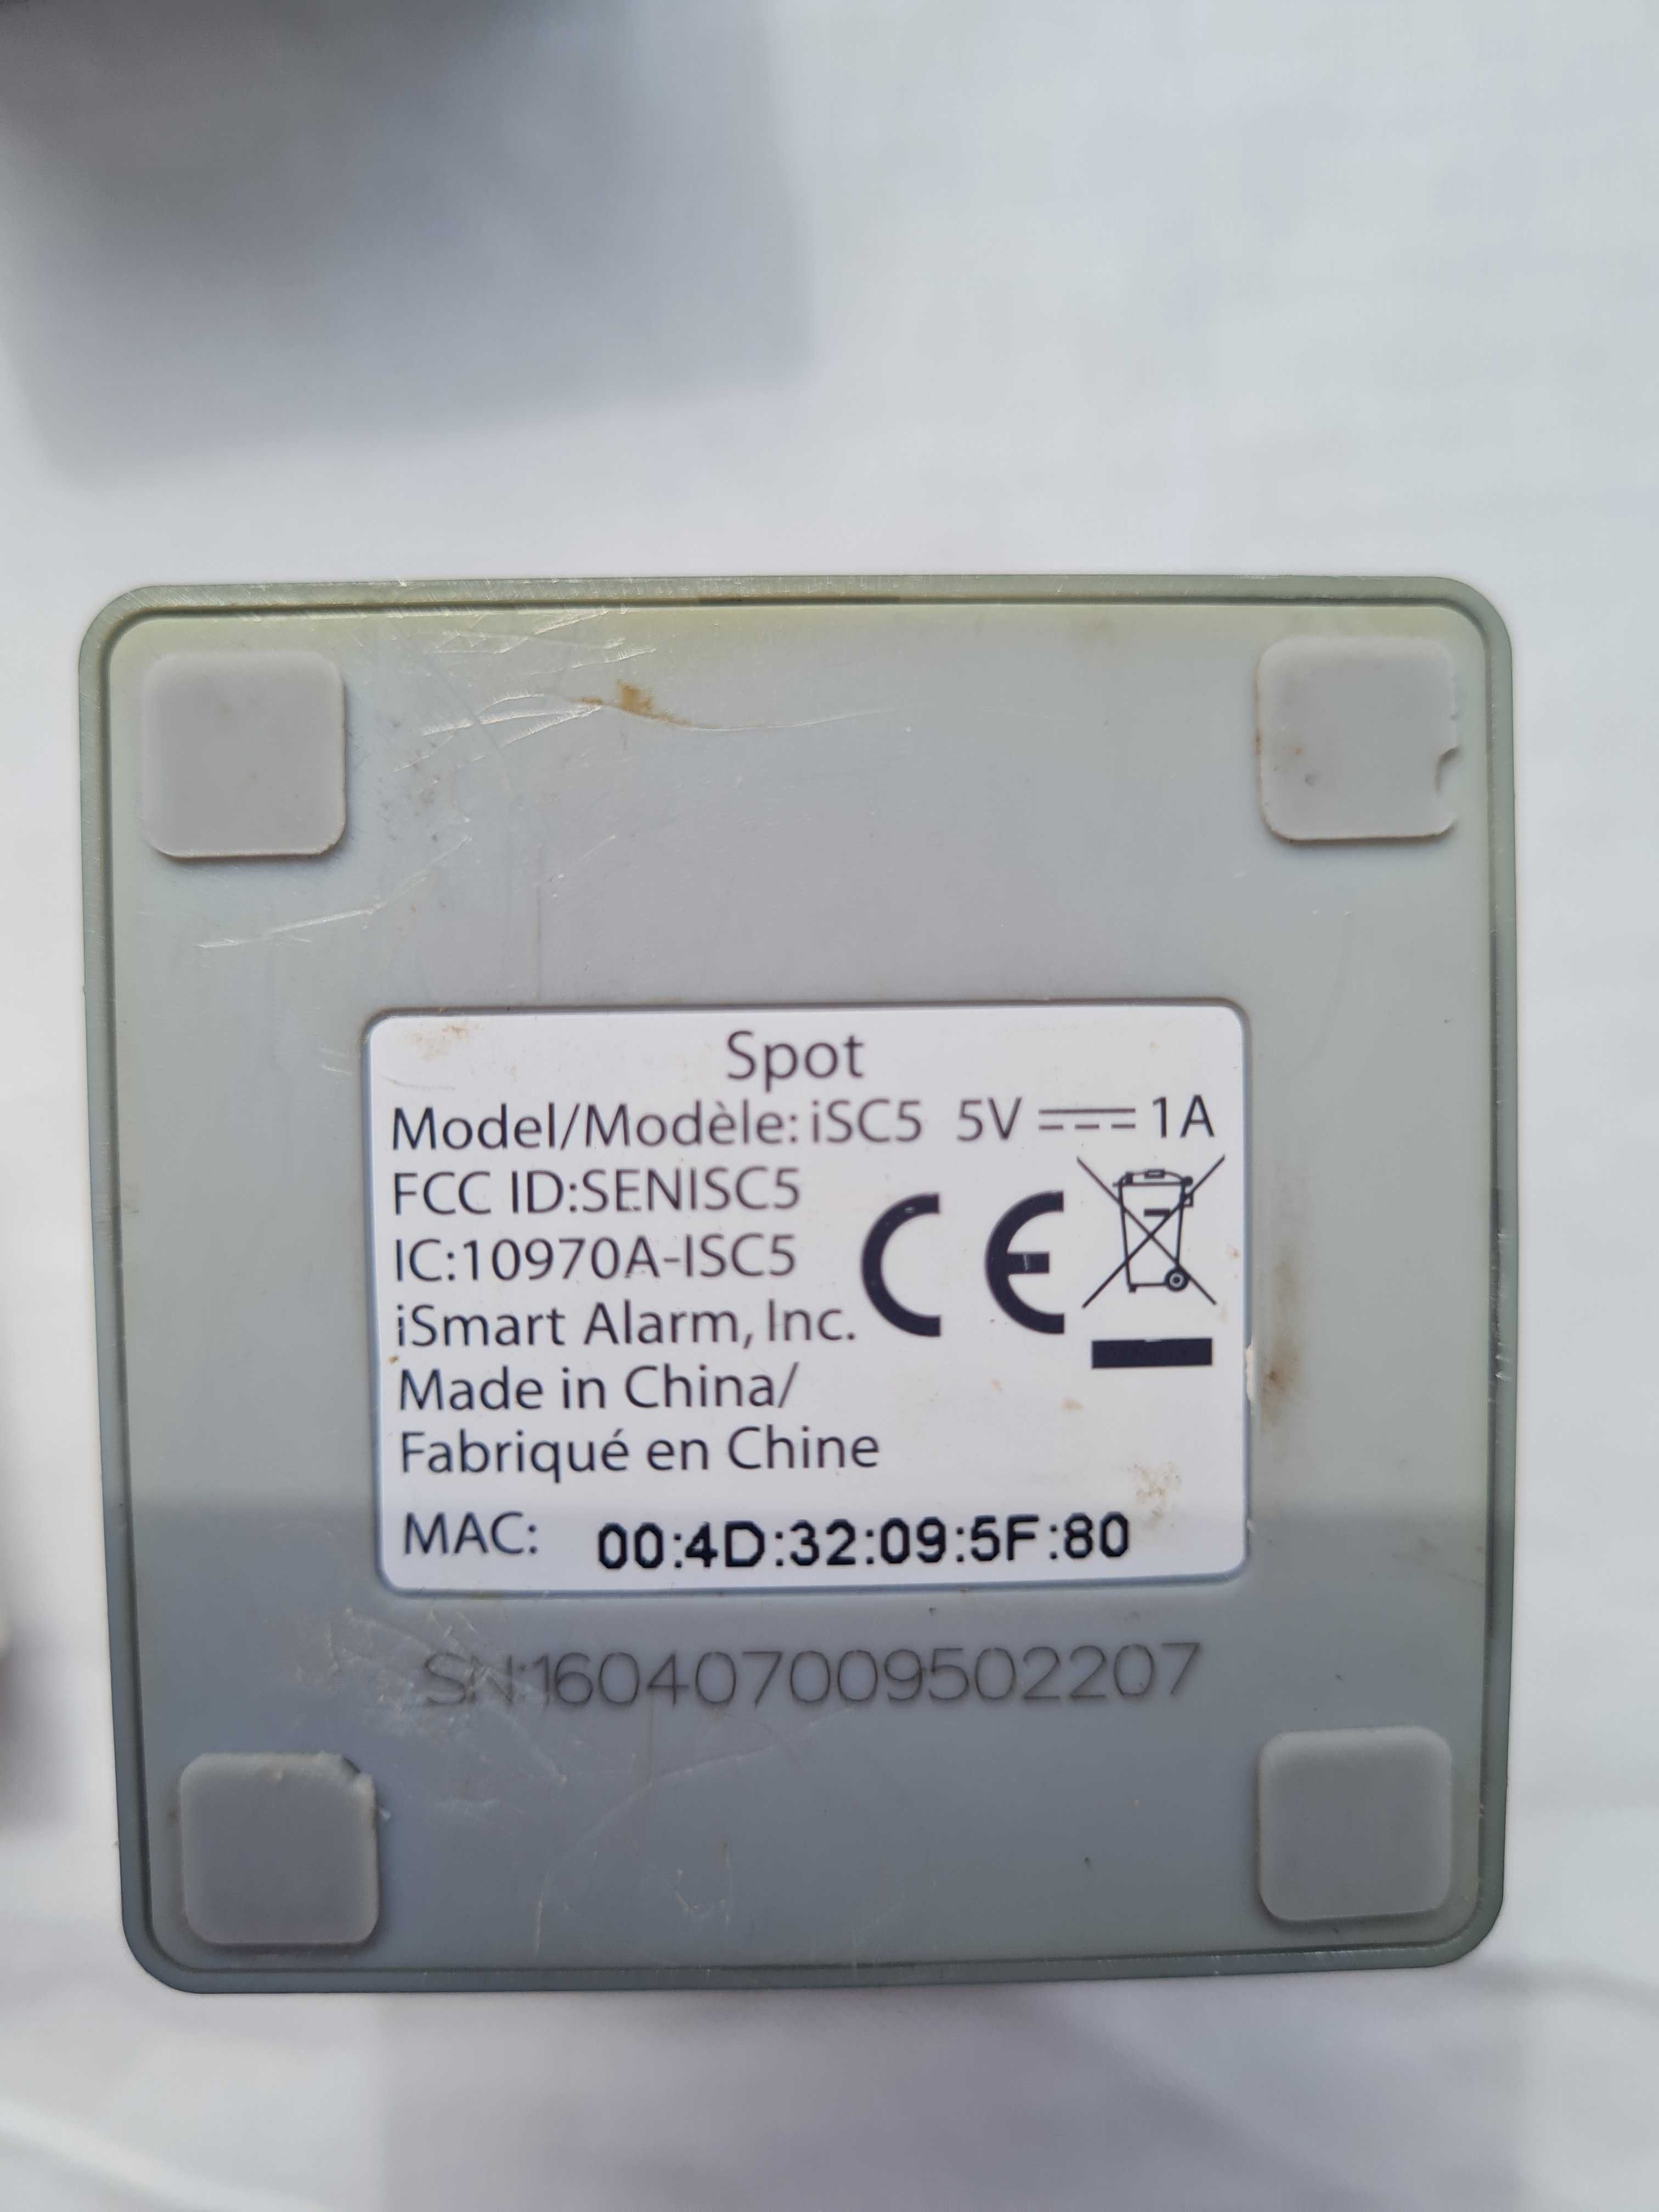 Spot
Model/Modèle: iSC5 5V ⎓ 1A
FCC ID:SENISC5
IC:10970A-ISC5
CE
iSmart Alarm, Inc.
Made in China/
Fabriqué en Chine
MAC: 00:4D:32:09:5F:80
SN:160407009502207